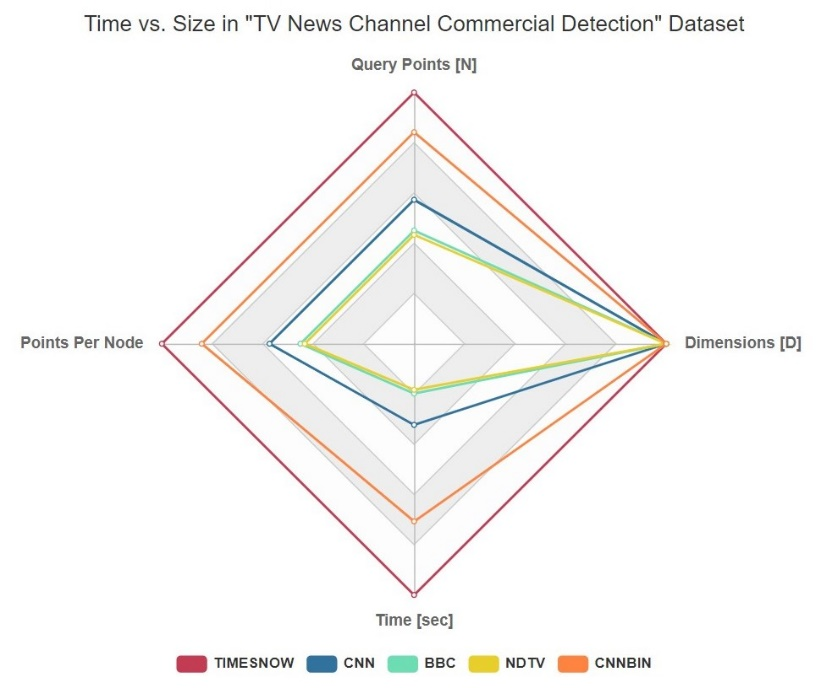 Time vs. Size in "TV News Channel Commercial Detection" Dataset
Query Points [N]
Points Per Node
Dimensions [D]
Time [sec]
TIMESNOW CNN BBC NDTV CNNBIN